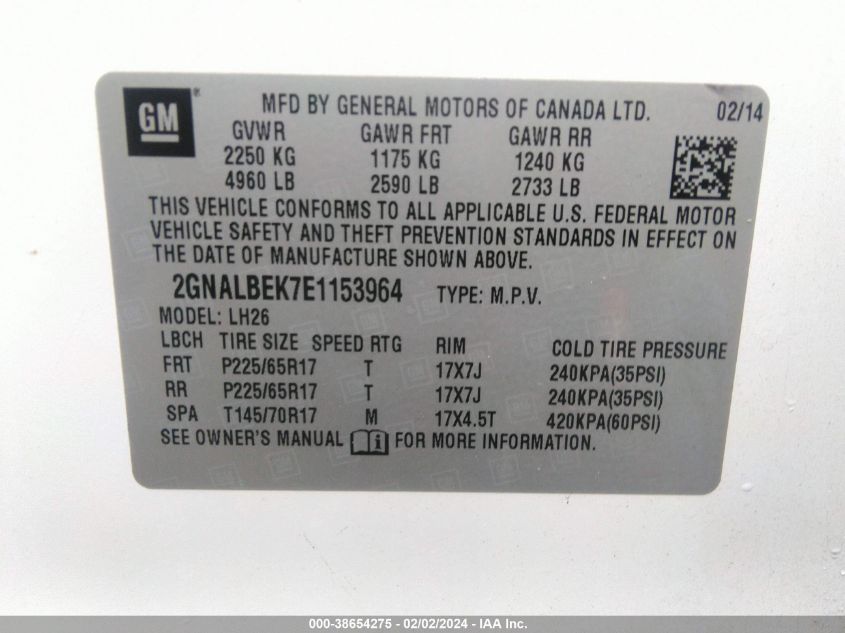 GM ® MFD BY GENERAL MOTORS OF CANADA LTD. 02/14
GVWR GAWR FRT GAWR RR
2250 KG 1175 KG 1240 KG
4960 LB 2590 LB 2733 LB
THIS VEHICLE CONFORMS TO ALL APPLICABLE U.S. FEDERAL MOTOR
VEHICLE SAFETY AND THEFT PREVENTION STANDARDS IN EFFECT ON
THE DATE OF MANUFACTURE SHOWN ABOVE.
2GNALBEK7E1153964 TYPE: M.P.V.
MODEL: LH26
LBCH TIRE SIZE SPEED RTG RIM COLD TIRE PRESSURE
FRT P225/65R17 T 17X7J 240KPA(35PSI)
RR P225/65R17 T 17X7J 240KPA(35PSI)
SPA T145/70R17 M 17X4.5T 420KPA(60PSI)
SEE OWNER'S MANUAL FOR MORE INFORMATION.
000-38654275 - 02/02/2024 - IAA Inc.